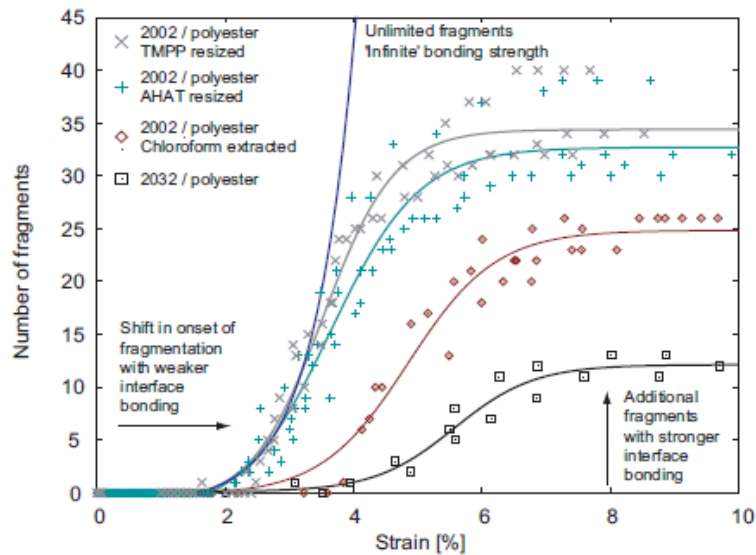 2002 / polyester
TMPP resized
2002 / polyester
AHAT resized
2002 / polyester
Chloroform extracted
2032 / polyester
Unlimited fragments
'Infinite' bonding strength
Shift in onset of
fragmentation
with weaker
interface
bonding
Additional
fragments
with stronger
interface
bonding
Number of fragments
45
40
35
30
25
20
15
10
5
0
0
2
4
6
8
10
Strain [%]